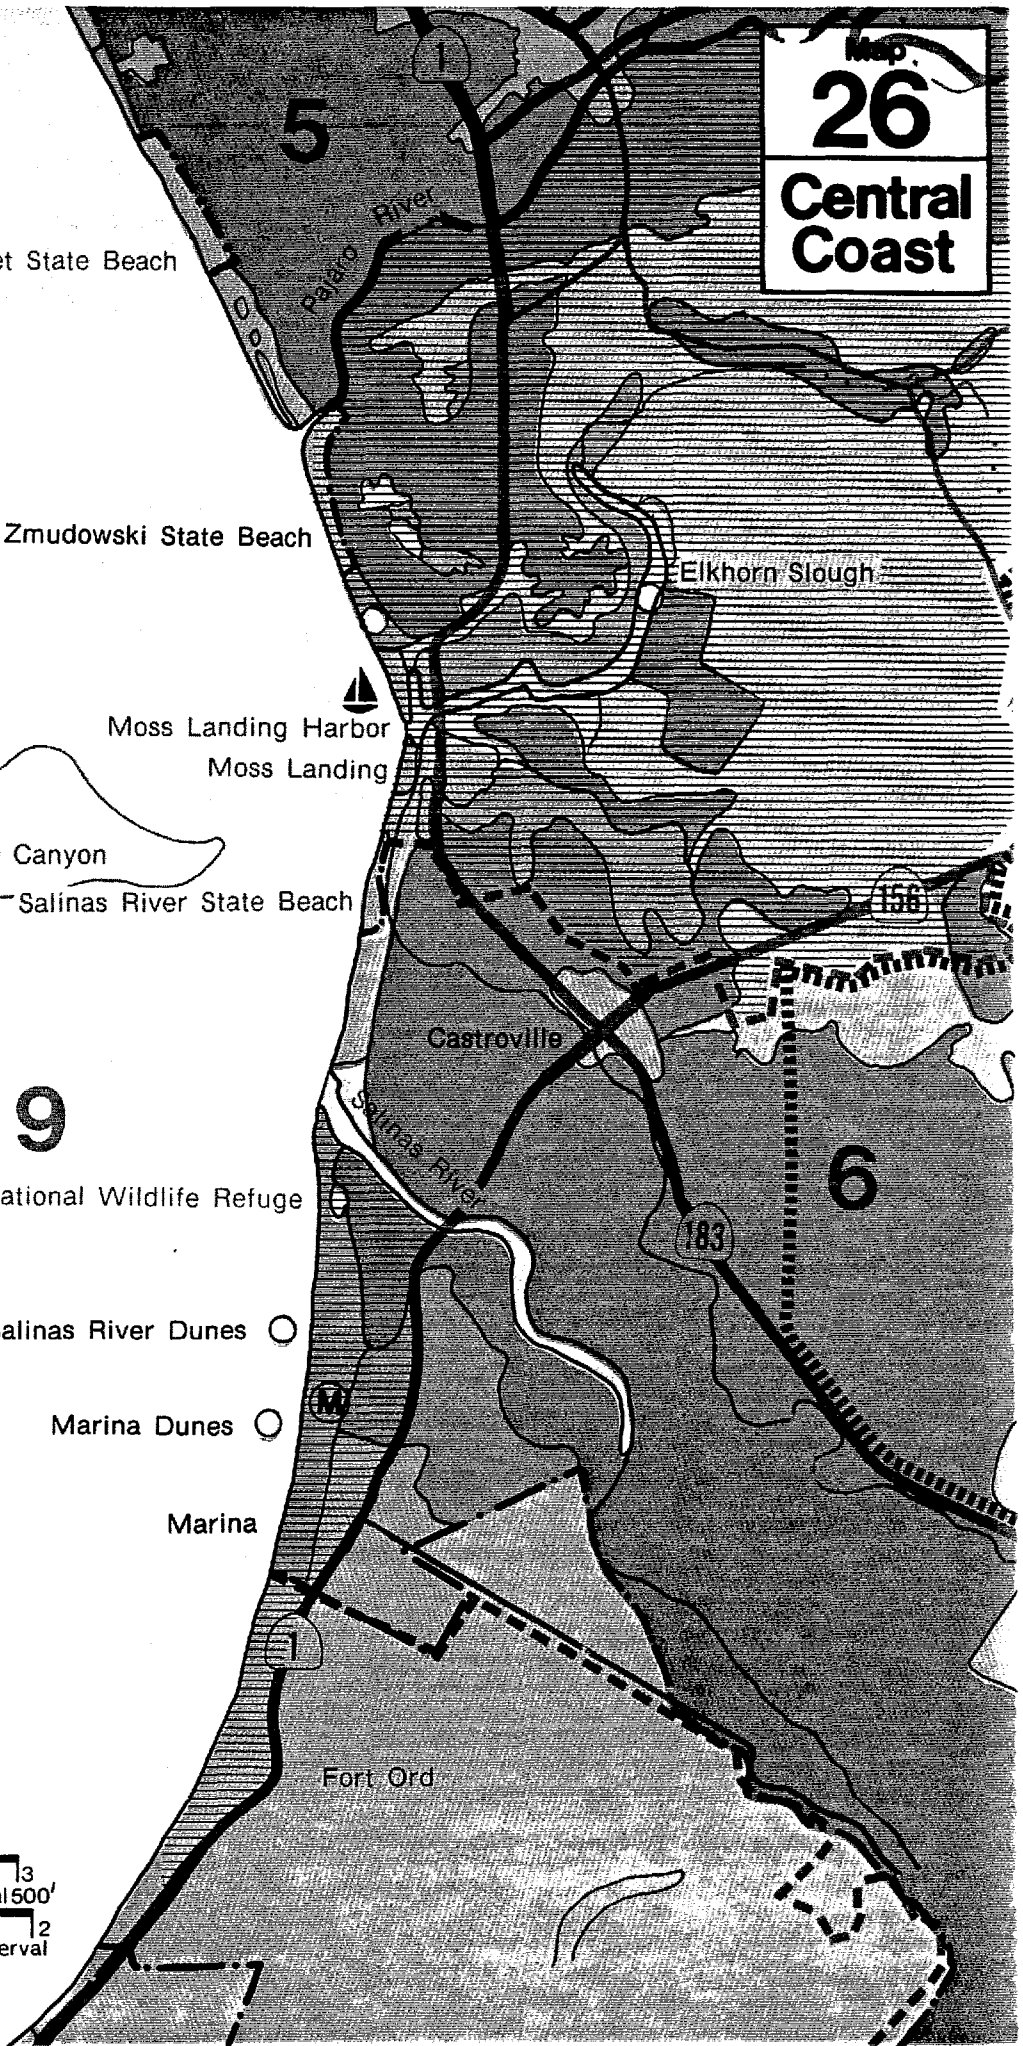 1
Map
26
Central
Coast
5
Pajaro River
et State Beach
Zmudowski State Beach
Elkhorn Slough
Moss Landing Harbor
Moss Landing
Canyon
Salinas River State Beach
156
Castroville
9
Salinas River
6
ational Wildlife Refuge
183
alinas River Dunes
M
Marina Dunes
Marina
1
Fort Ord
3
al 500'
2
erval